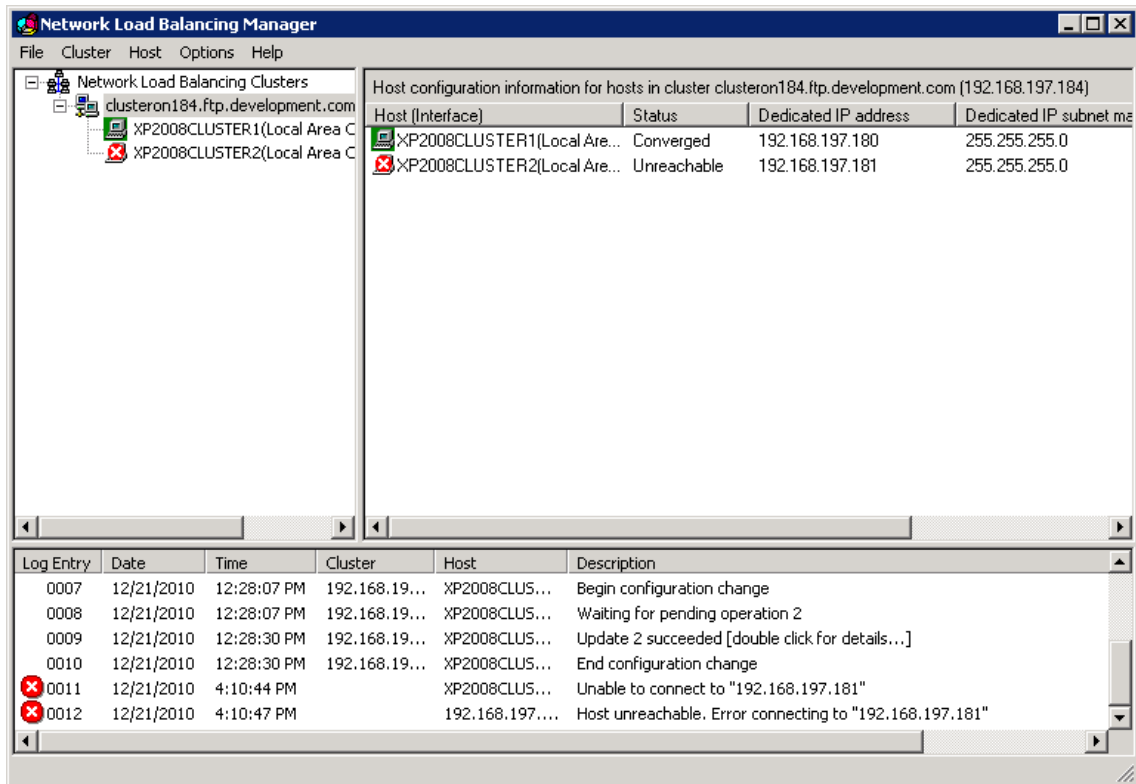 Network Load Balancing Manager
File Cluster Host Options Help
Network Load Balancing Clusters
clusteron184.ftp.development.com
XP2008CLUSTER1(Local Area C
XP2008CLUSTER2(Local Area C
Host configuration information for hosts in cluster clusteron184.ftp.development.com (192.168.197.184)
Host (Interface) Status Dedicated IP address Dedicated IP subnet ma
XP2008CLUSTER1(Local Are... Converged 192.168.197.180 255.255.255.0
XP2008CLUSTER2(Local Are... Unreachable 192.168.197.181 255.255.255.0
Log Entry Date Time Cluster Host Description
0007 12/21/2010 12:28:07 PM 192.168.19... XP2008CLUS... Begin configuration change
0008 12/21/2010 12:28:07 PM 192.168.19... XP2008CLUS... Waiting for pending operation 2
0009 12/21/2010 12:28:30 PM 192.168.19... XP2008CLUS... Update 2 succeeded [double click for details...]
0010 12/21/2010 12:28:30 PM 192.168.19... XP2008CLUS... End configuration change
0011 12/21/2010 4:10:44 PM XP2008CLUS... Unable to connect to "192.168.197.181"
0012 12/21/2010 4:10:47 PM 192.168.197.... Host unreachable. Error connecting to "192.168.197.181"